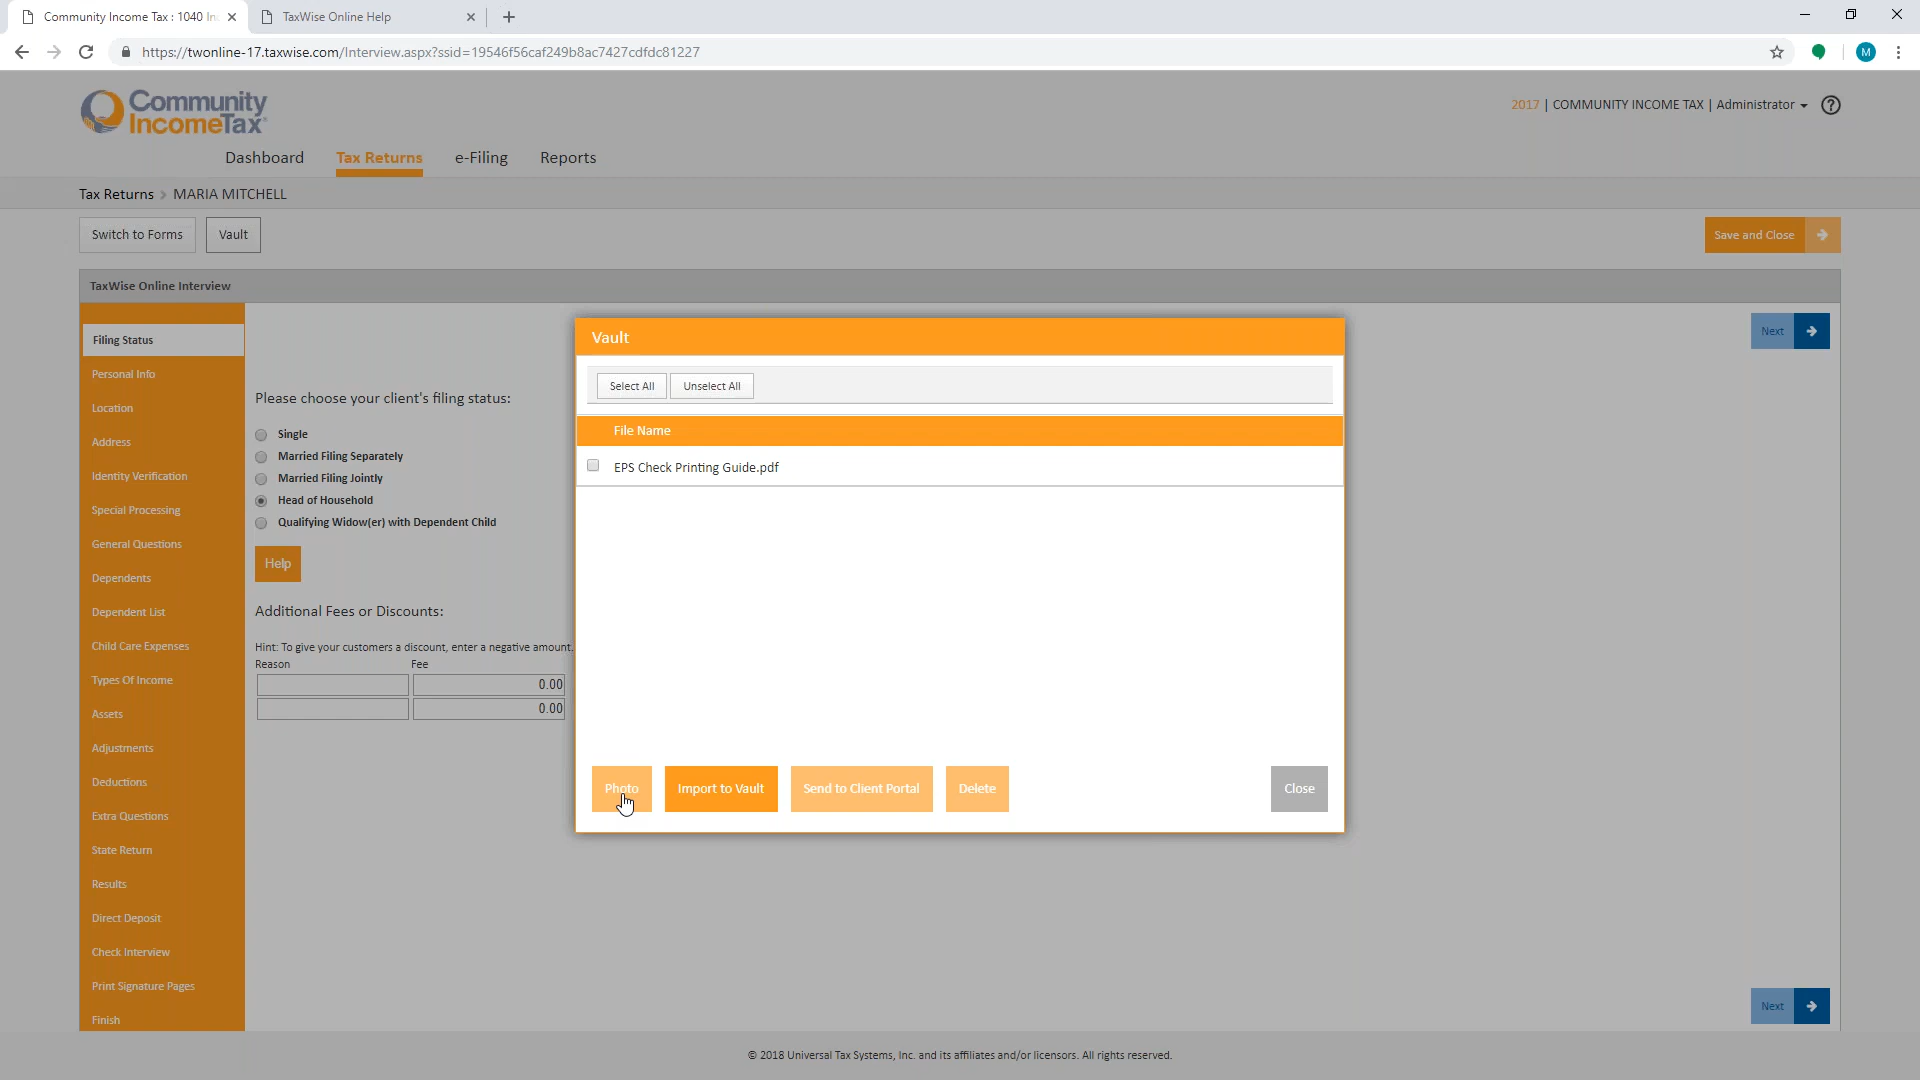 Community Income Tax : 1040 In
TaxWise Online Help
https://twonline-17.taxwise.com/Interview.aspx?ssid=19546f56caf249b8ac7427cdfdc81227
M
Community
IncomeTax
2017 | COMMUNITY INCOME TAX | Administrator
?
Dashboard
Tax Returns
e-Filing
Reports
Tax Returns > MARIA MITCHELL
Switch to Forms
Vault
Save and Close
TaxWise Online Interview
Filing Status
Personal Info
Location
Address
Identity Verification
Special Processing
General Questions
Dependents
Dependent List
Child Care Expenses
Types Of Income
Assets
Adjustments
Deductions
Extra Questions
State Return
Results
Direct Deposit
Check Interview
Print Signature Pages
Finish
Next
Please choose your client's filing status:
Single
Married Filing Separately
Married Filing Jointly
Head of Household
Qualifying Widow(er) with Dependent Child
Help
Additional Fees or Discounts:
Hint: To give your customers a discount, enter a negative amount.
Reason
Fee
0.00
0.00
Vault
Select All
Unselect All
File Name
EPS Check Printing Guide.pdf
Photo
Import to Vault
Send to Client Portal
Delete
Close
Next
© 2018 Universal Tax Systems, Inc. and its affiliates and/or licensors. All rights reserved.